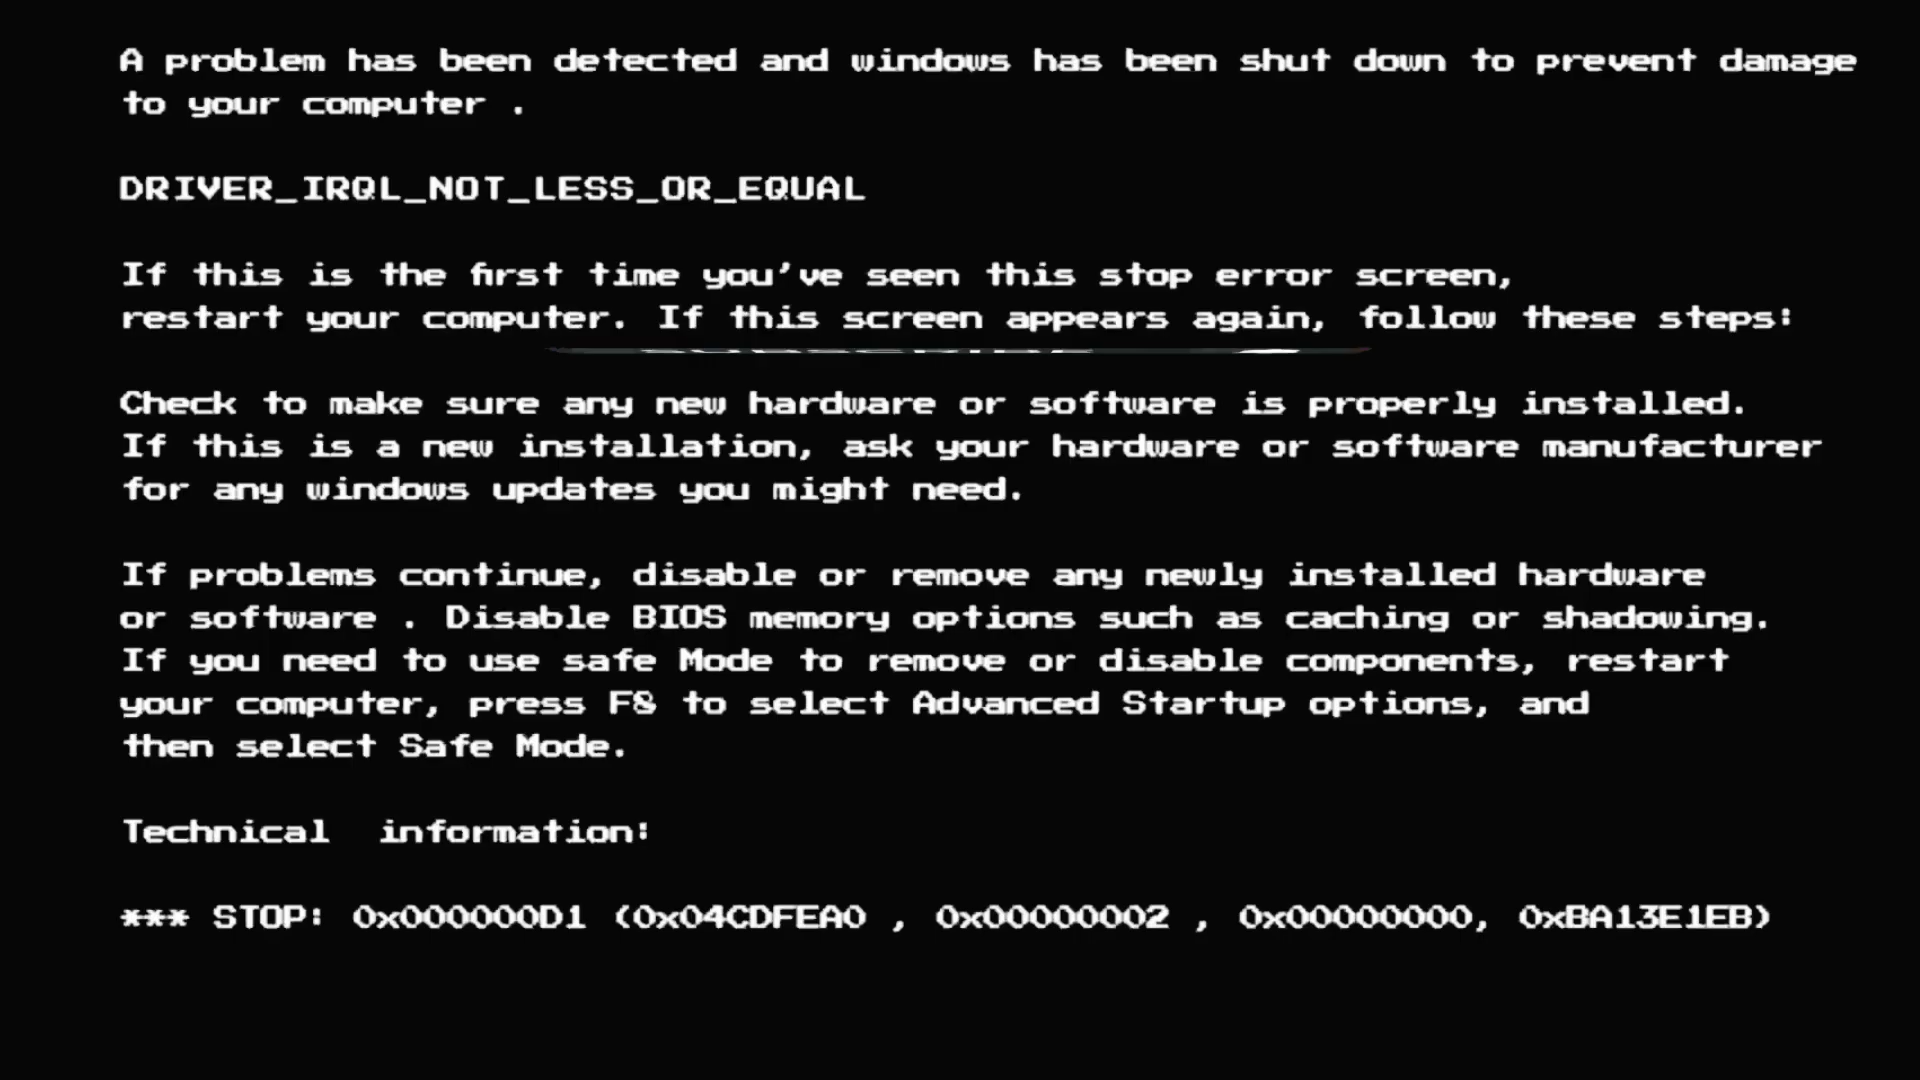 A problem has been detected and windows has been shut down to prevent damage
to your computer .
DRIVER_IRQL_NOT_LESS_OR_EQUAL
If this is the first time you've seen this stop error screen,
restart your computer. If this screen appears again, follow these steps:
Check to make sure any new hardware or software is properly installed.
If this is a new installation, ask your hardware or software manufacturer
for any windows updates you might need.
If problems continue, disable or remove any newly installed hardware
or software . Disable BIOS memory options such as caching or shadowing.
If you need to use safe Mode to remove or disable components, restart
your computer, press F& to select Advanced Startup options, and
then select Safe Mode.
Technical information:
*** STOP: 0x000000D1 (0x04CDFEA0 , 0x00000002 , 0x00000000, 0xBA13E1EB)